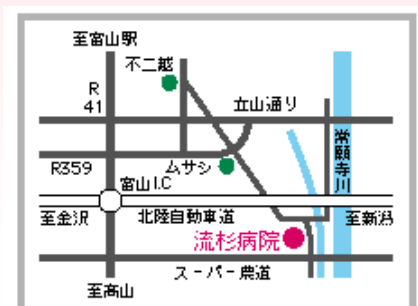 至富山駅
不二越
R
41
立山通り
常願寺川
R359
ムサシ
富山I.C
至金沢
北陸自動車道
至新潟
流杉病院
スーパー農道
至高山